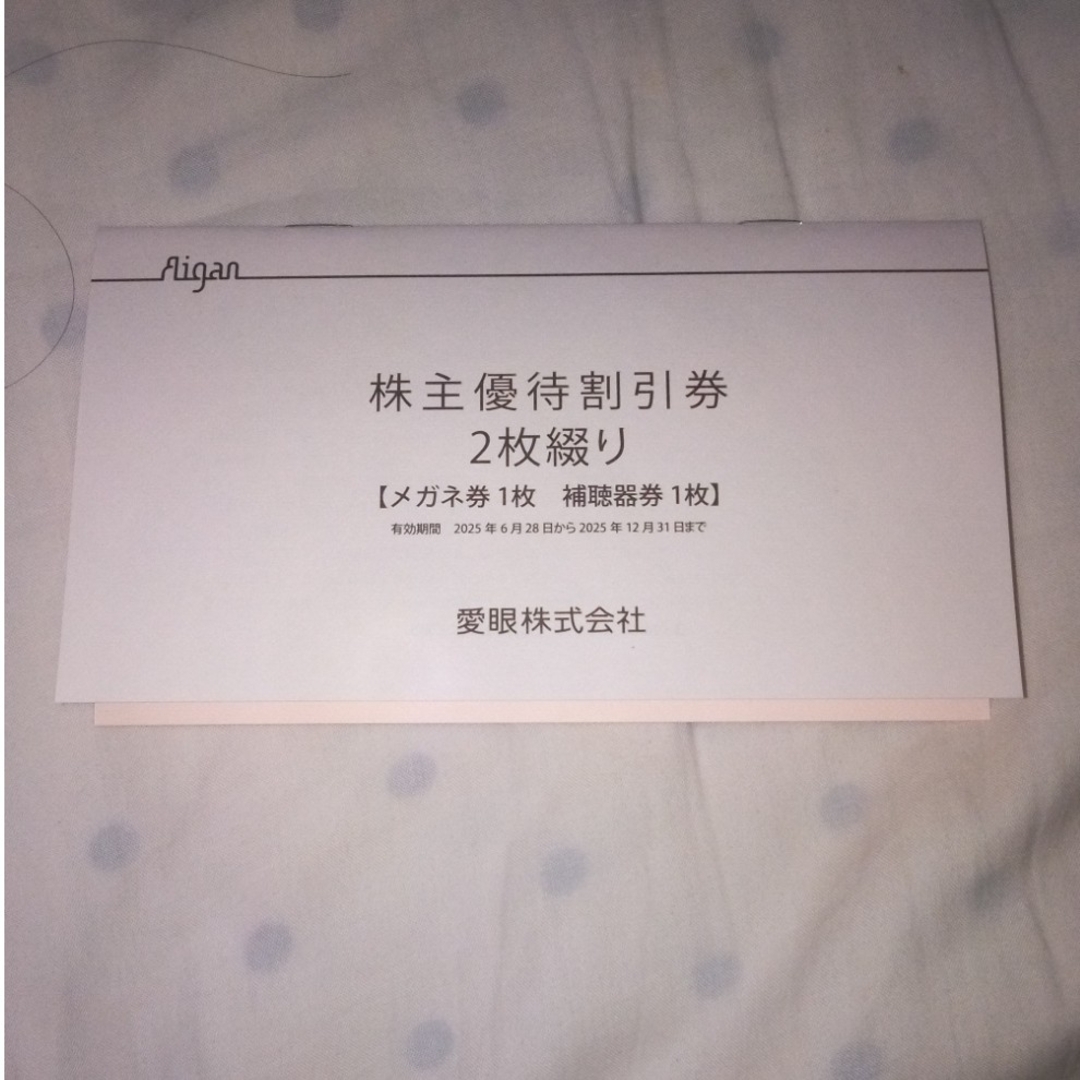 Aigan
株主優待割引券
2枚綴り
【メガネ券 1枚　補聴器券 1枚】
有効期間　2025 年 6 月 28 日から 2025 年 12 月 31 日まで
愛眼株式会社